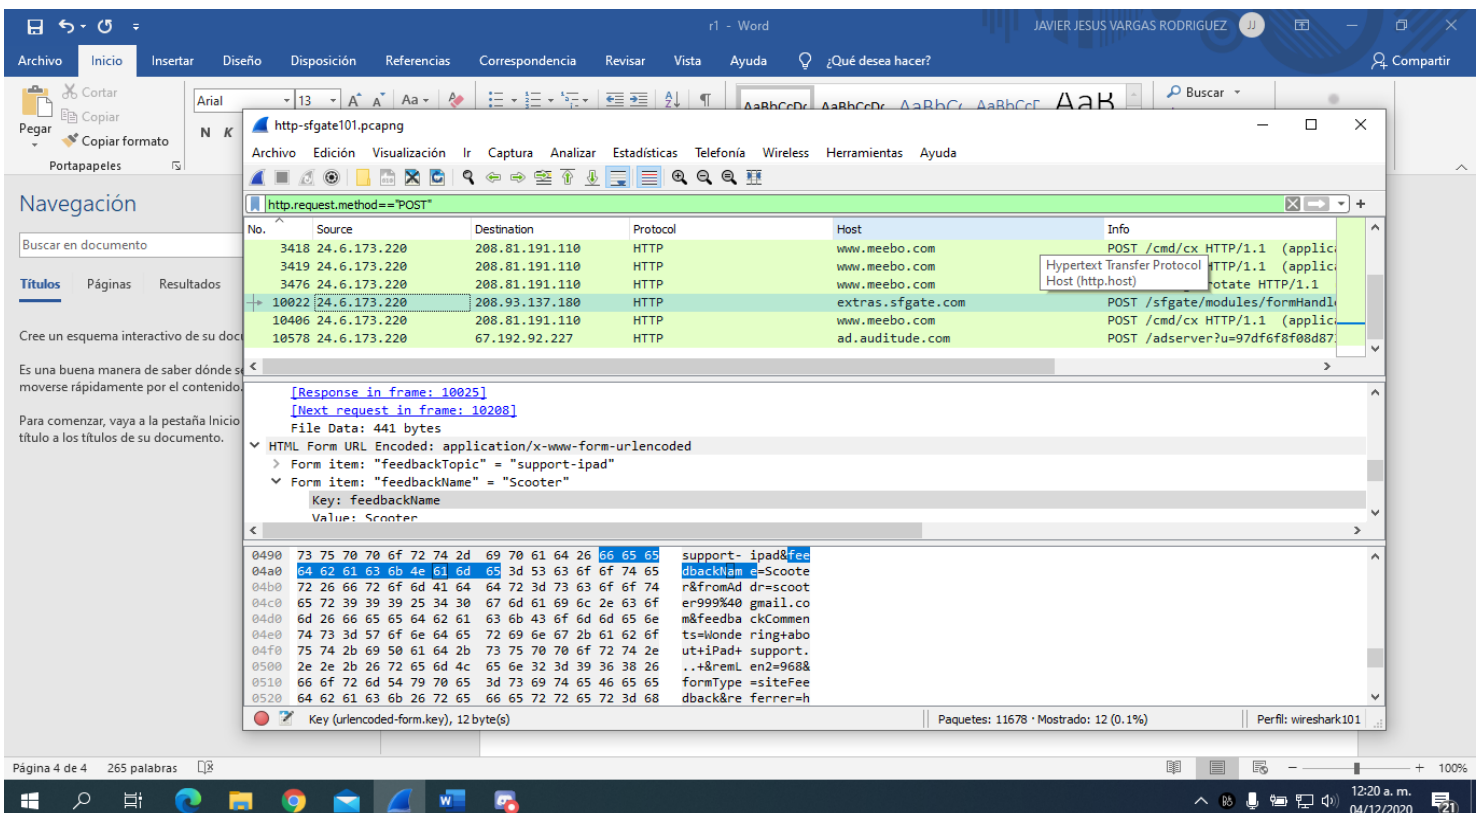 r1 - Word
JAVIER JESUS VARGAS RODRIGUEZ
JJ
Archivo Inicio Insertar Diseño Disposición Referencias Correspondencia Revisar Vista Ayuda ¿Qué desea hacer? Compartir
Pegar
Cortar
Copiar
Copiar formato
Portapapeles
Arial 13 A A Aa
N K
AaBbCcDc AaBbCcDc AaBbCc AaBbCcC AaB
Buscar
Navegación
Buscar en documento
Títulos Páginas Resultados
Cree un esquema interactivo de su doc
Es una buena manera de saber dónde s
moverse rápidamente por el contenido.
Para comenzar, vaya a la pestaña Inicio
título a los títulos de su documento.
http-sfgate101.pcapng
Archivo Edición Visualización Ir Captura Analizar Estadísticas Telefonía Wireless Herramientas Ayuda
http.request.method=="POST"
No. Source Destination Protocol Host Info
3418 24.6.173.220 208.81.191.110 HTTP www.meebo.com POST /cmd/cx HTTP/1.1 (applic
3419 24.6.173.220 208.81.191.110 HTTP www.meebo.com HTTP/1.1 (applic
3476 24.6.173.220 208.81.191.110 HTTP www.meebo.com otate HTTP/1.1
Hypertext Transfer Protocol
Host (http.host)
10022 24.6.173.220 208.93.137.180 HTTP extras.sfgate.com POST /sfgate/modules/formHandl
10406 24.6.173.220 208.81.191.110 HTTP www.meebo.com POST /cmd/cx HTTP/1.1 (applic
10578 24.6.173.220 67.192.92.227 HTTP ad.auditude.com POST /adserver?u=97df6f8f08d87
[Response in frame: 10025]
[Next request in frame: 10208]
File Data: 441 bytes
HTML Form URL Encoded: application/x-www-form-urlencoded
Form item: "feedbackTopic" = "support-ipad"
Form item: "feedbackName" = "Scooter"
Key: feedbackName
Value: Scooter
0490 73 75 70 70 6f 72 74 2d 69 70 61 64 26 66 65 65 support- ipad&fee
04a0 64 62 61 63 6b 4e 61 6d 65 3d 53 63 6f 6f 74 65 dbackNam e=Scoote
04b0 72 26 66 72 6f 6d 41 64 64 72 3d 73 63 6f 6f 74 r&fromAd dr=scoot
04c0 65 72 39 39 39 25 34 30 67 6d 61 69 6c 2e 63 6f er999%40 gmail.co
04d0 6d 26 66 65 65 64 62 61 63 6b 43 6f 6d 6d 65 6e m&feedba ckCommen
04e0 74 73 3d 57 6f 6e 64 65 72 69 6e 67 2b 61 62 6f ts=Wonde ring+abo
04f0 75 74 2b 69 50 61 64 2b 73 75 70 70 6f 72 74 2e ut+iPad+ support.
0500 2e 2e 2b 26 72 65 6d 4c 65 6e 32 3d 39 36 38 26 ..+&remL en2=968&
0510 66 6f 72 6d 54 79 70 65 3d 73 69 74 65 46 65 65 formType =siteFee
0520 64 62 61 63 6b 26 72 65 66 65 72 72 65 72 3d 68 dback&re ferrer=h
Key (urlencoded-form.key), 12 byte(s)
Paquetes: 11678 · Mostrado: 12 (0.1%)
Perfil: wireshark101
Página 4 de 4 265 palabras
100%
12:20 a. m.
04/12/2020
21